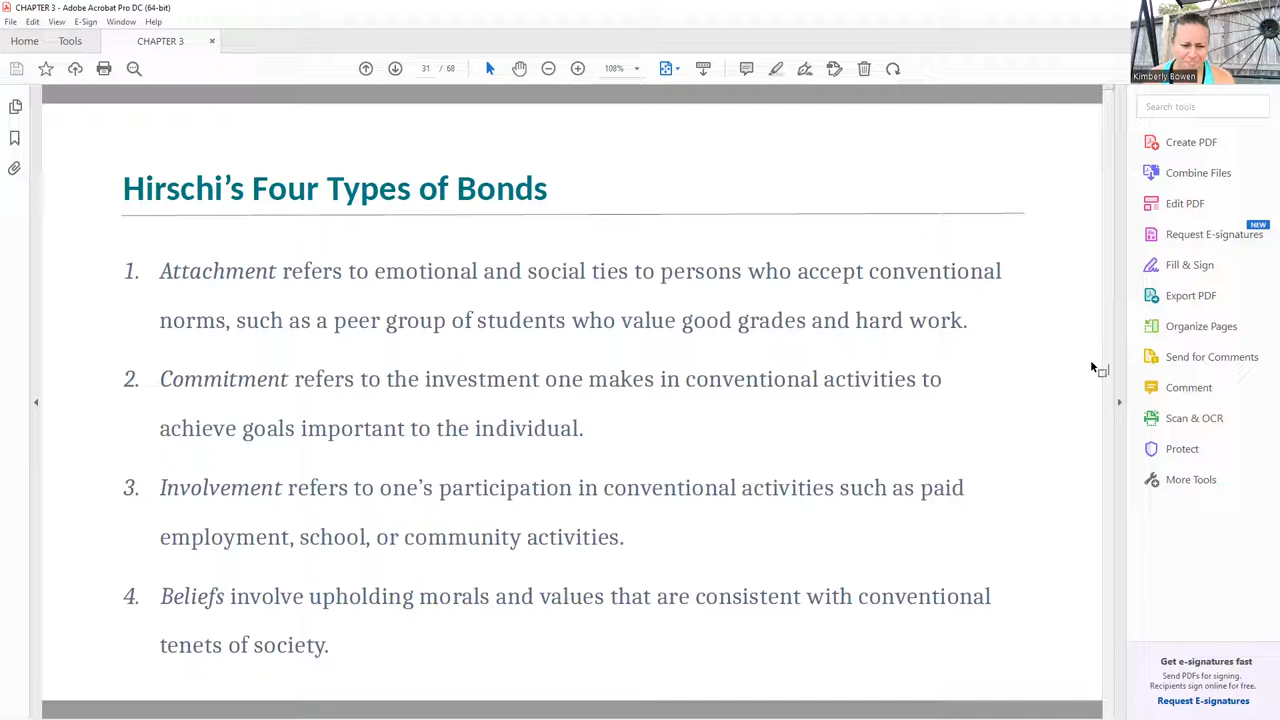 CHAPTER 3 - Adobe Acrobat Pro DC (64-bit)
File Edit View E-Sign Window Help
Home Tools CHAPTER 3 ×
31 / 68 108%
Kimberly Bowen
Search tools
Hirschi’s Four Types of Bonds
1. Attachment refers to emotional and social ties to persons who accept conventional
norms, such as a peer group of students who value good grades and hard work.
2. Commitment refers to the investment one makes in conventional activities to
achieve goals important to the individual.
3. Involvement refers to one’s participation in conventional activities such as paid
employment, school, or community activities.
4. Beliefs involve upholding morals and values that are consistent with conventional
tenets of society.
Create PDF
Combine Files
Edit PDF
NEW
Request E-signatures
Fill & Sign
Export PDF
Organize Pages
Send for Comments
Comment
Scan & OCR
Protect
More Tools
Get e-signatures fast
Send PDFs for signing.
Recipients sign online for free.
Request E-signatures